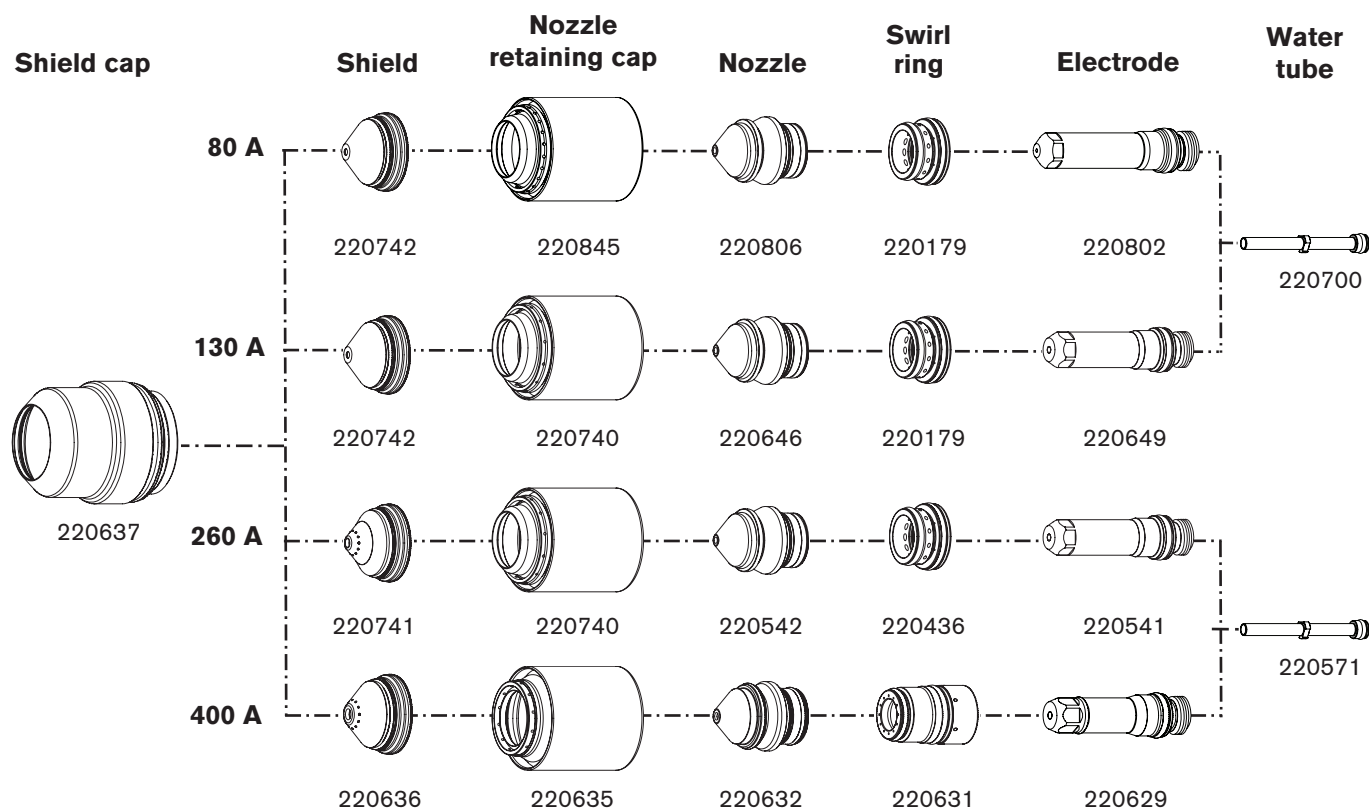 Shield cap
Shield
Nozzle
retaining cap
Nozzle
Swirl
ring
Electrode
Water
tube
80 A
220742
220845
220806
220179
220802
220700
130 A
220742
220740
220646
220179
220649
220637
260 A
220741
220740
220542
220436
220541
220571
400 A
220636
220635
220632
220631
220629